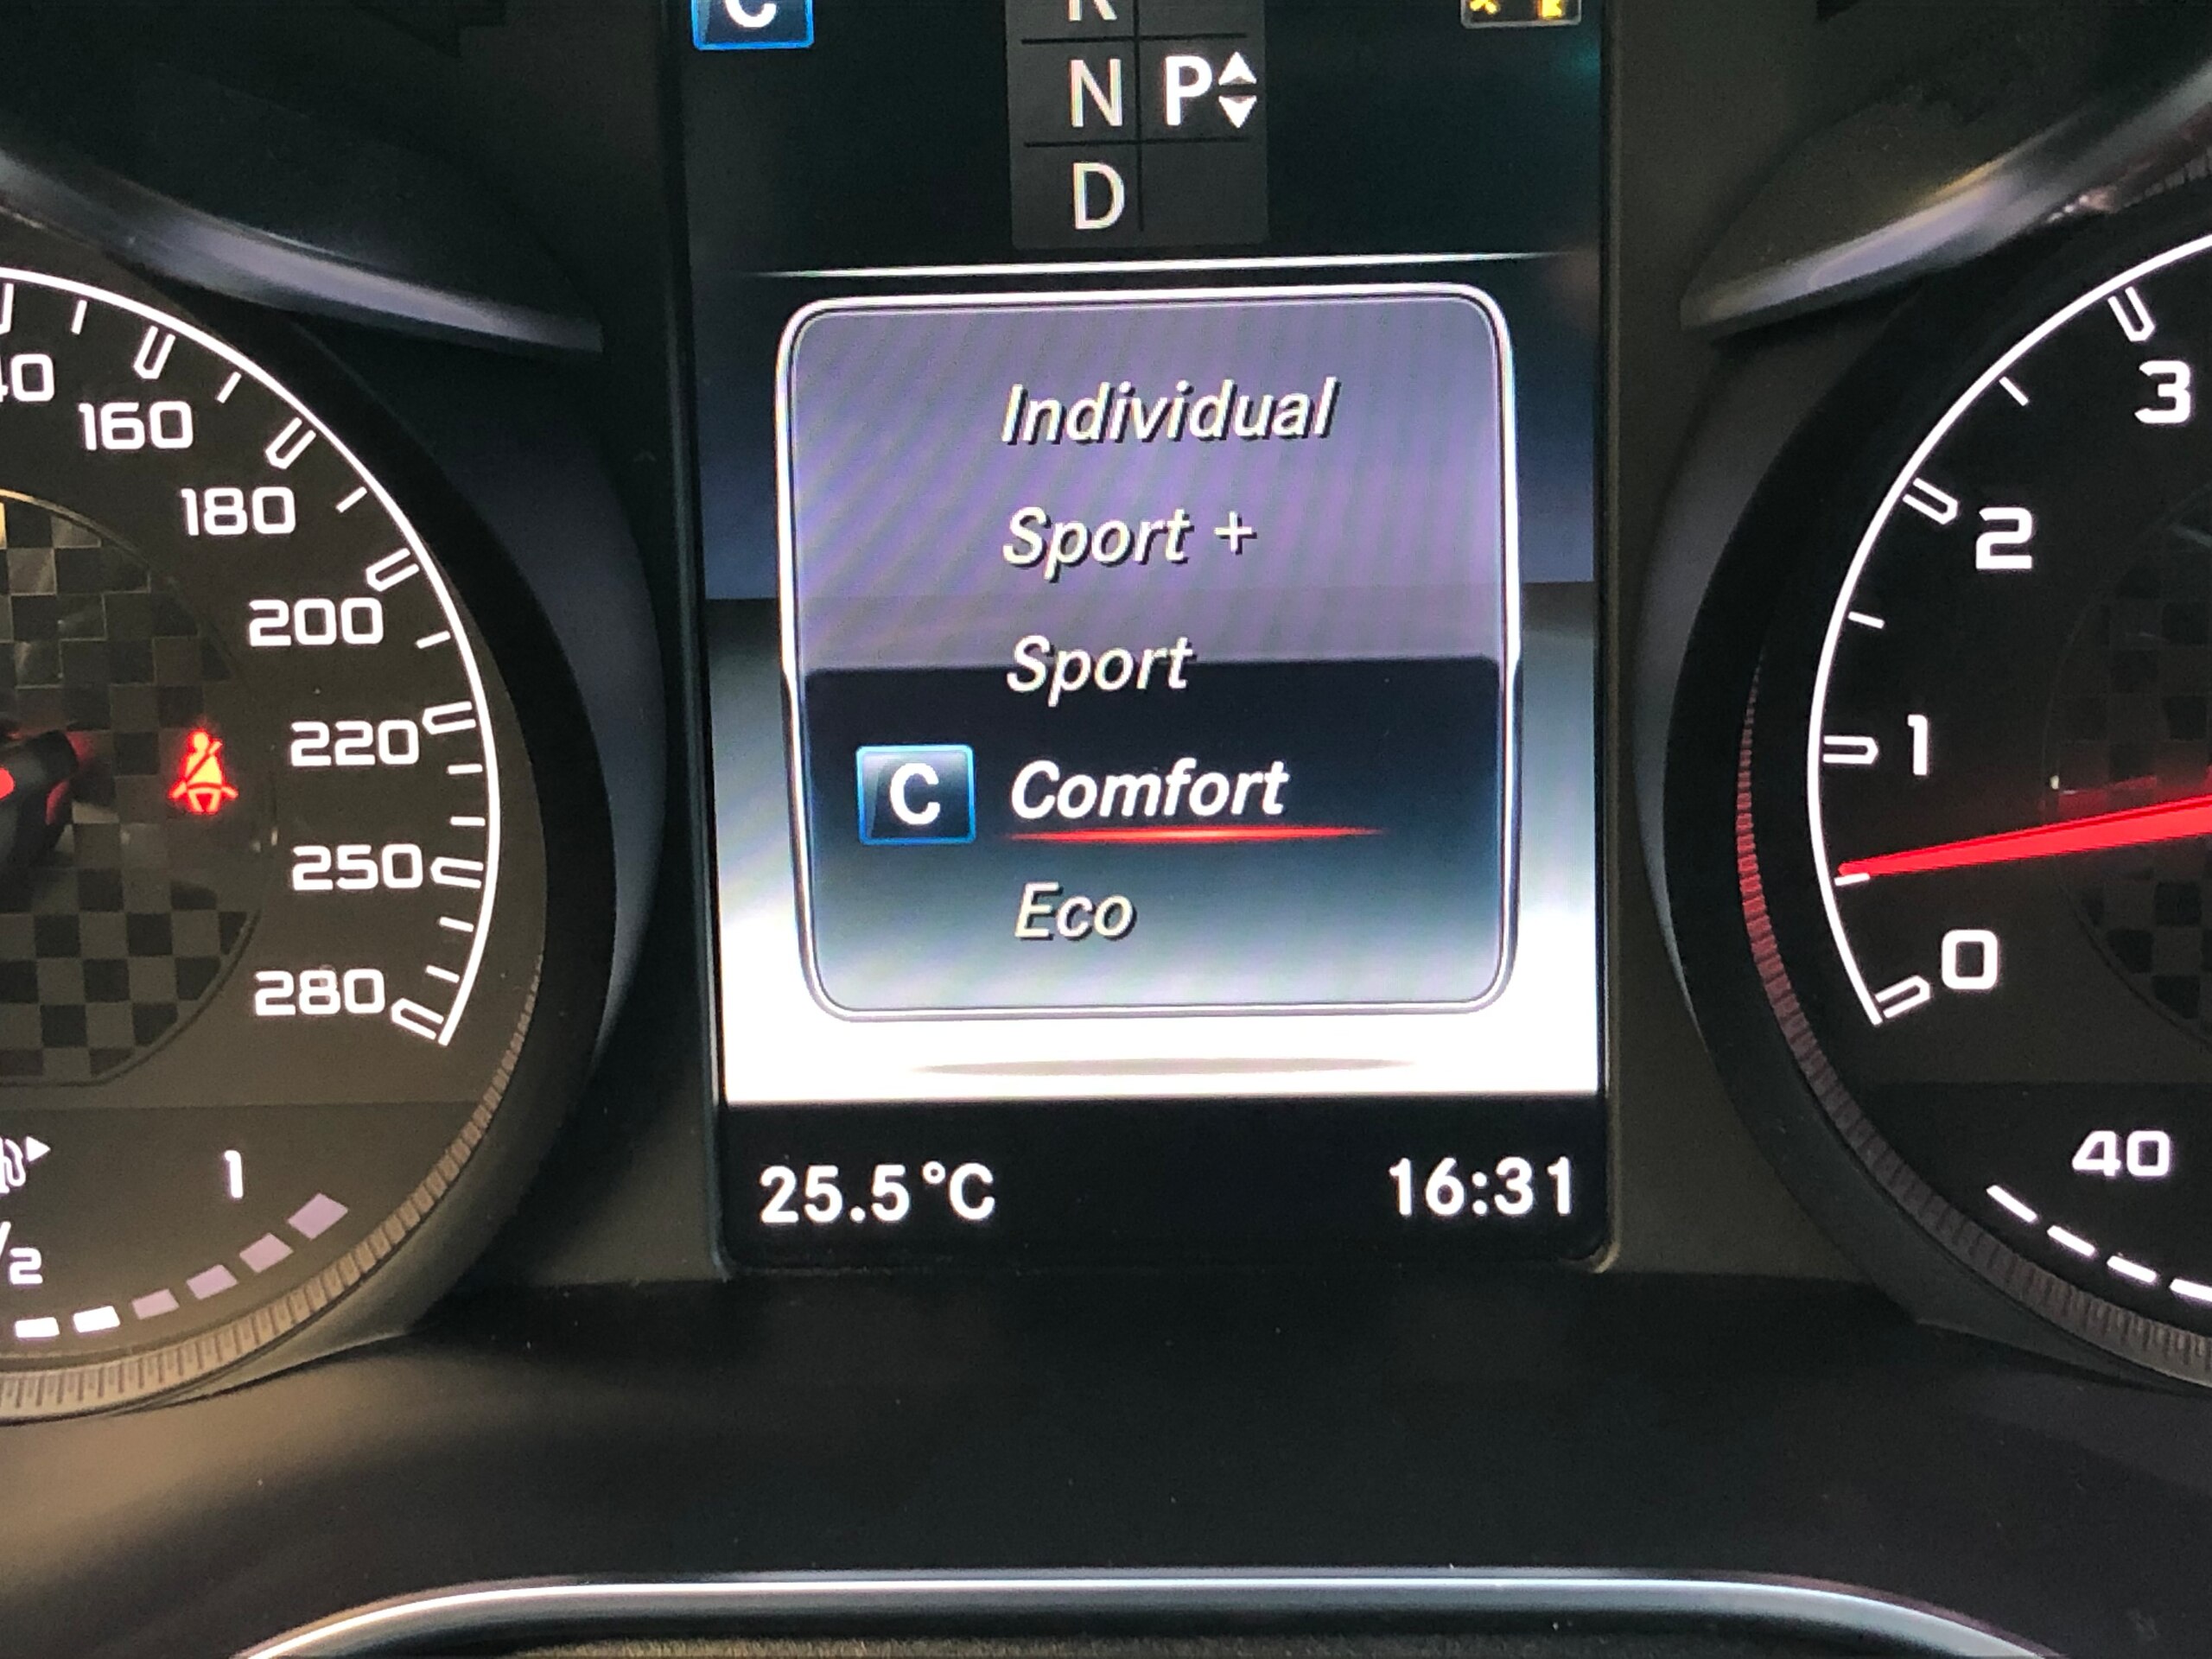 C
R
N P
D
Individual
Sport +
Sport
C Comfort
Eco
25.5°C 16:31
160
180
200
220
250
280
1
3
2
1
0
40